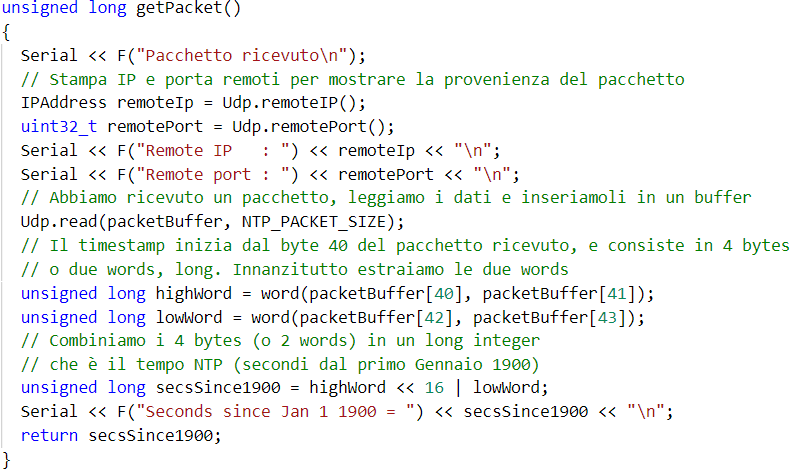 unsigned long getPacket()
{
  Serial << F("Pacchetto ricevuto\n");
  // Stampa IP e porta remoti per mostrare la provenienza del pacchetto
  IPAddress remoteIp = Udp.remoteIP();
  uint32_t remotePort = Udp.remotePort();
  Serial << F("Remote IP   : ") << remoteIp << "\n";
  Serial << F("Remote port : ") << remotePort << "\n";
  // Abbiamo ricevuto un pacchetto, leggiamo i dati e inseriamoli in un buffer
  Udp.read(packetBuffer, NTP_PACKET_SIZE);
  // Il timestamp inizia dal byte 40 del pacchetto ricevuto, e consiste in 4 bytes
  // o due words, long. Innanzitutto estraiamo le due words
  unsigned long highWord = word(packetBuffer[40], packetBuffer[41]);
  unsigned long lowWord = word(packetBuffer[42], packetBuffer[43]);
  // Combiniamo i 4 bytes (o 2 words) in un long integer
  // che è il tempo NTP (secondi dal primo Gennaio 1900)
  unsigned long secsSince1900 = highWord << 16 | lowWord;
  Serial << F("Seconds since Jan 1 1900 = ") << secsSince1900 << "\n";
  return secsSince1900;
}